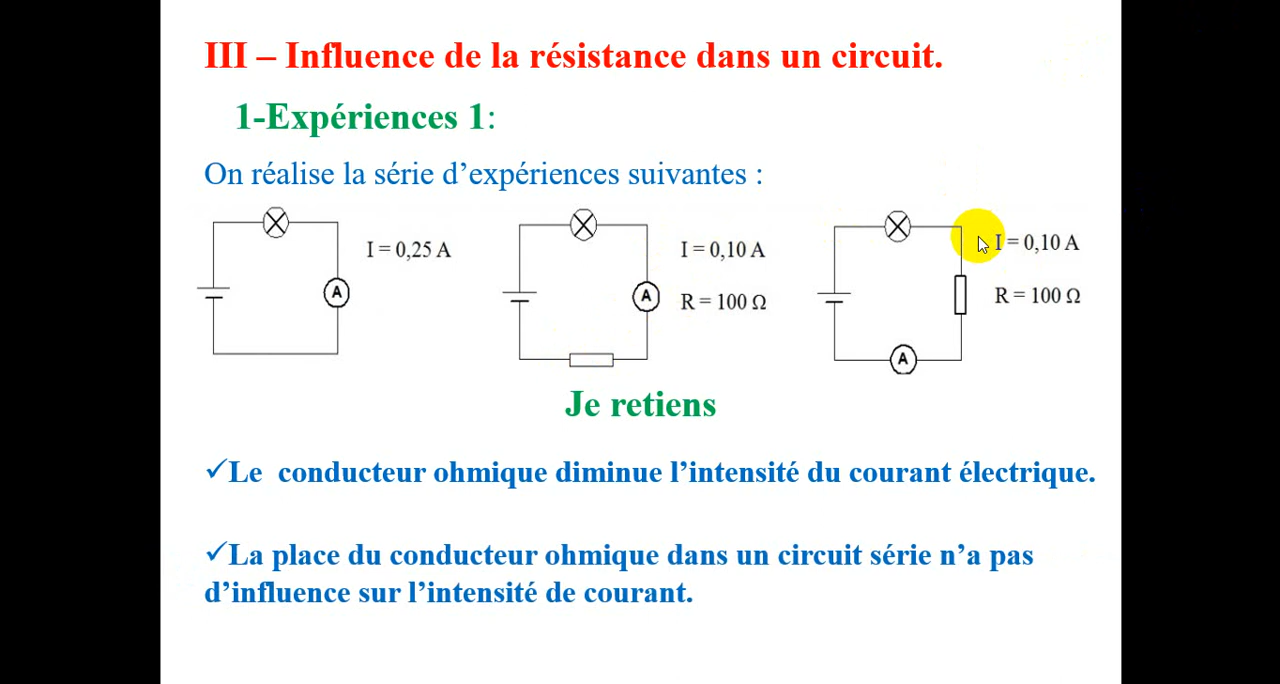 III – Influence de la résistance dans un circuit.
1-Expériences 1:
On réalise la série d’expériences suivantes :
I = 0,25 A
A
I = 0,10 A
A
R = 100 Ω
I = 0,10 A
R = 100 Ω
A
Je retiens
✓Le conducteur ohmique diminue l’intensité du courant électrique.
✓La place du conducteur ohmique dans un circuit série n’a pas
d’influence sur l’intensité de courant.